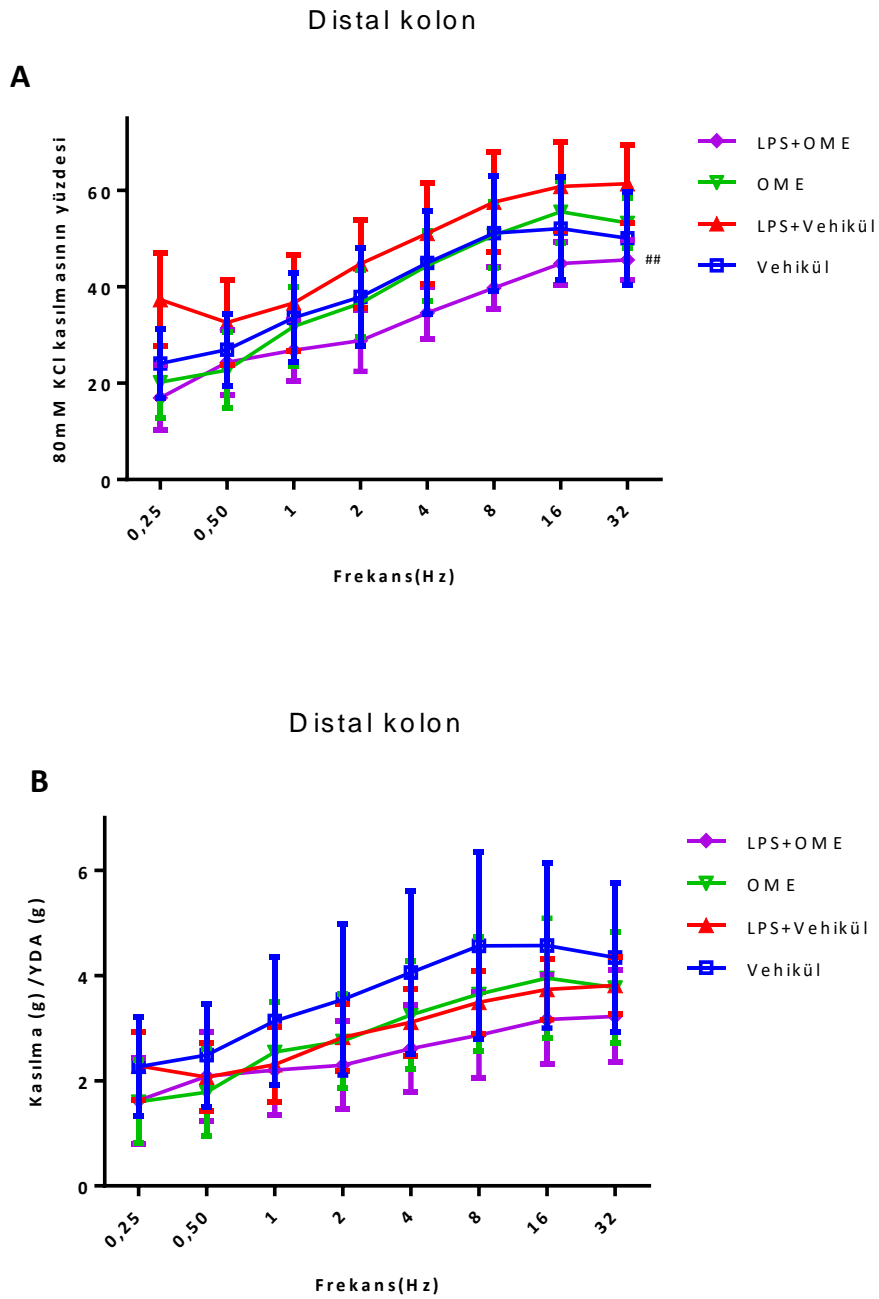 Distal kolon
A
80mM KCl kasılmasının yüzdesi
60
40
20
0
0,25
0,50
1
2
4
8
16
32
Frekans(Hz)
##
LPS+OME
OME
LPS+Vehikül
Vehikül
Distal kolon
B
Kasılma (g)/YDA (g)
6
4
2
0
0,25
0,50
1
2
4
8
16
32
Frekans(Hz)
LPS+OME
OME
LPS+Vehikül
Vehikül